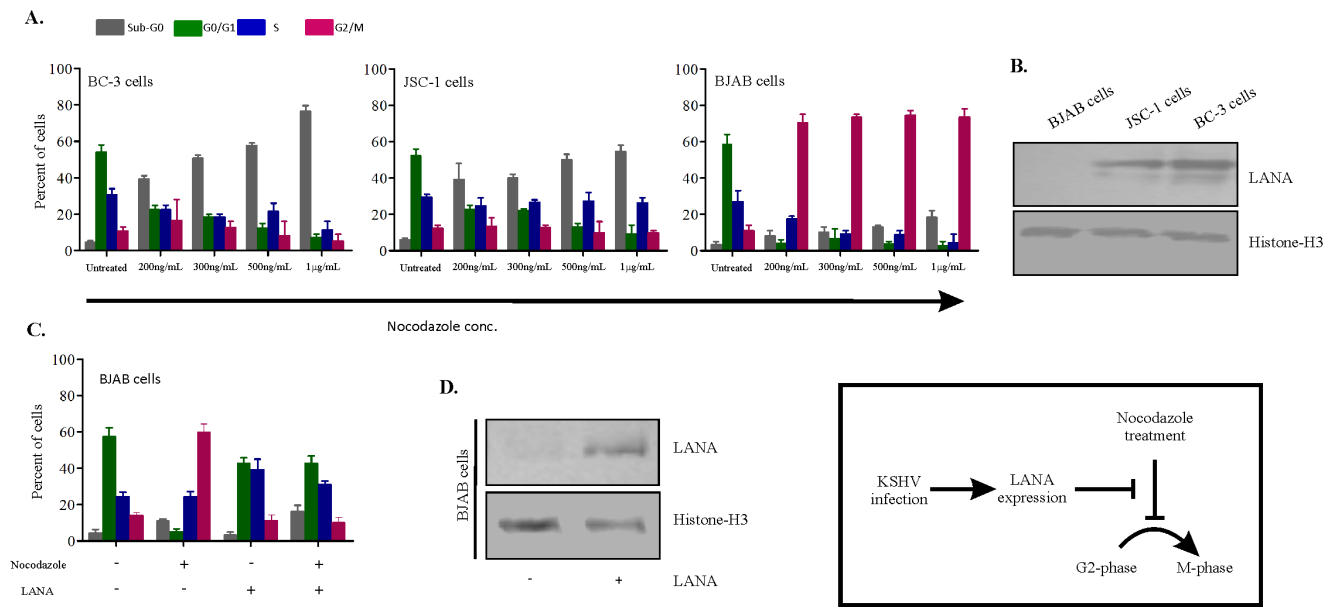 A.
Sub-G0 G0/G1 S G2/M
100
80
60
40
20
0
Percent of cells
BC-3 cells
Untreated 200ng/mL 300ng/mL 500ng/mL 1µg/mL
100
80
60
40
20
0
JSC-1 cells
Untreated 200ng/mL 300ng/mL 500ng/mL 1µg/mL
100
80
60
40
20
0
BJAB cells
Untreated 200ng/mL 300ng/mL 500ng/mL 1µg/mL
Nocodazole conc.
B.
BJAB cells
JSC-1 cells
BC-3 cells
LANA
Histone-H3
C.
100
80
60
40
20
0
Percent of cells
BJAB cells
Nocodazole - + - +
LANA - - + +
D.
BJAB cells
LANA
Histone-H3
- + LANA
Nocodazole
treatment
KSHV
infection
LANA
expression
G2-phase M-phase